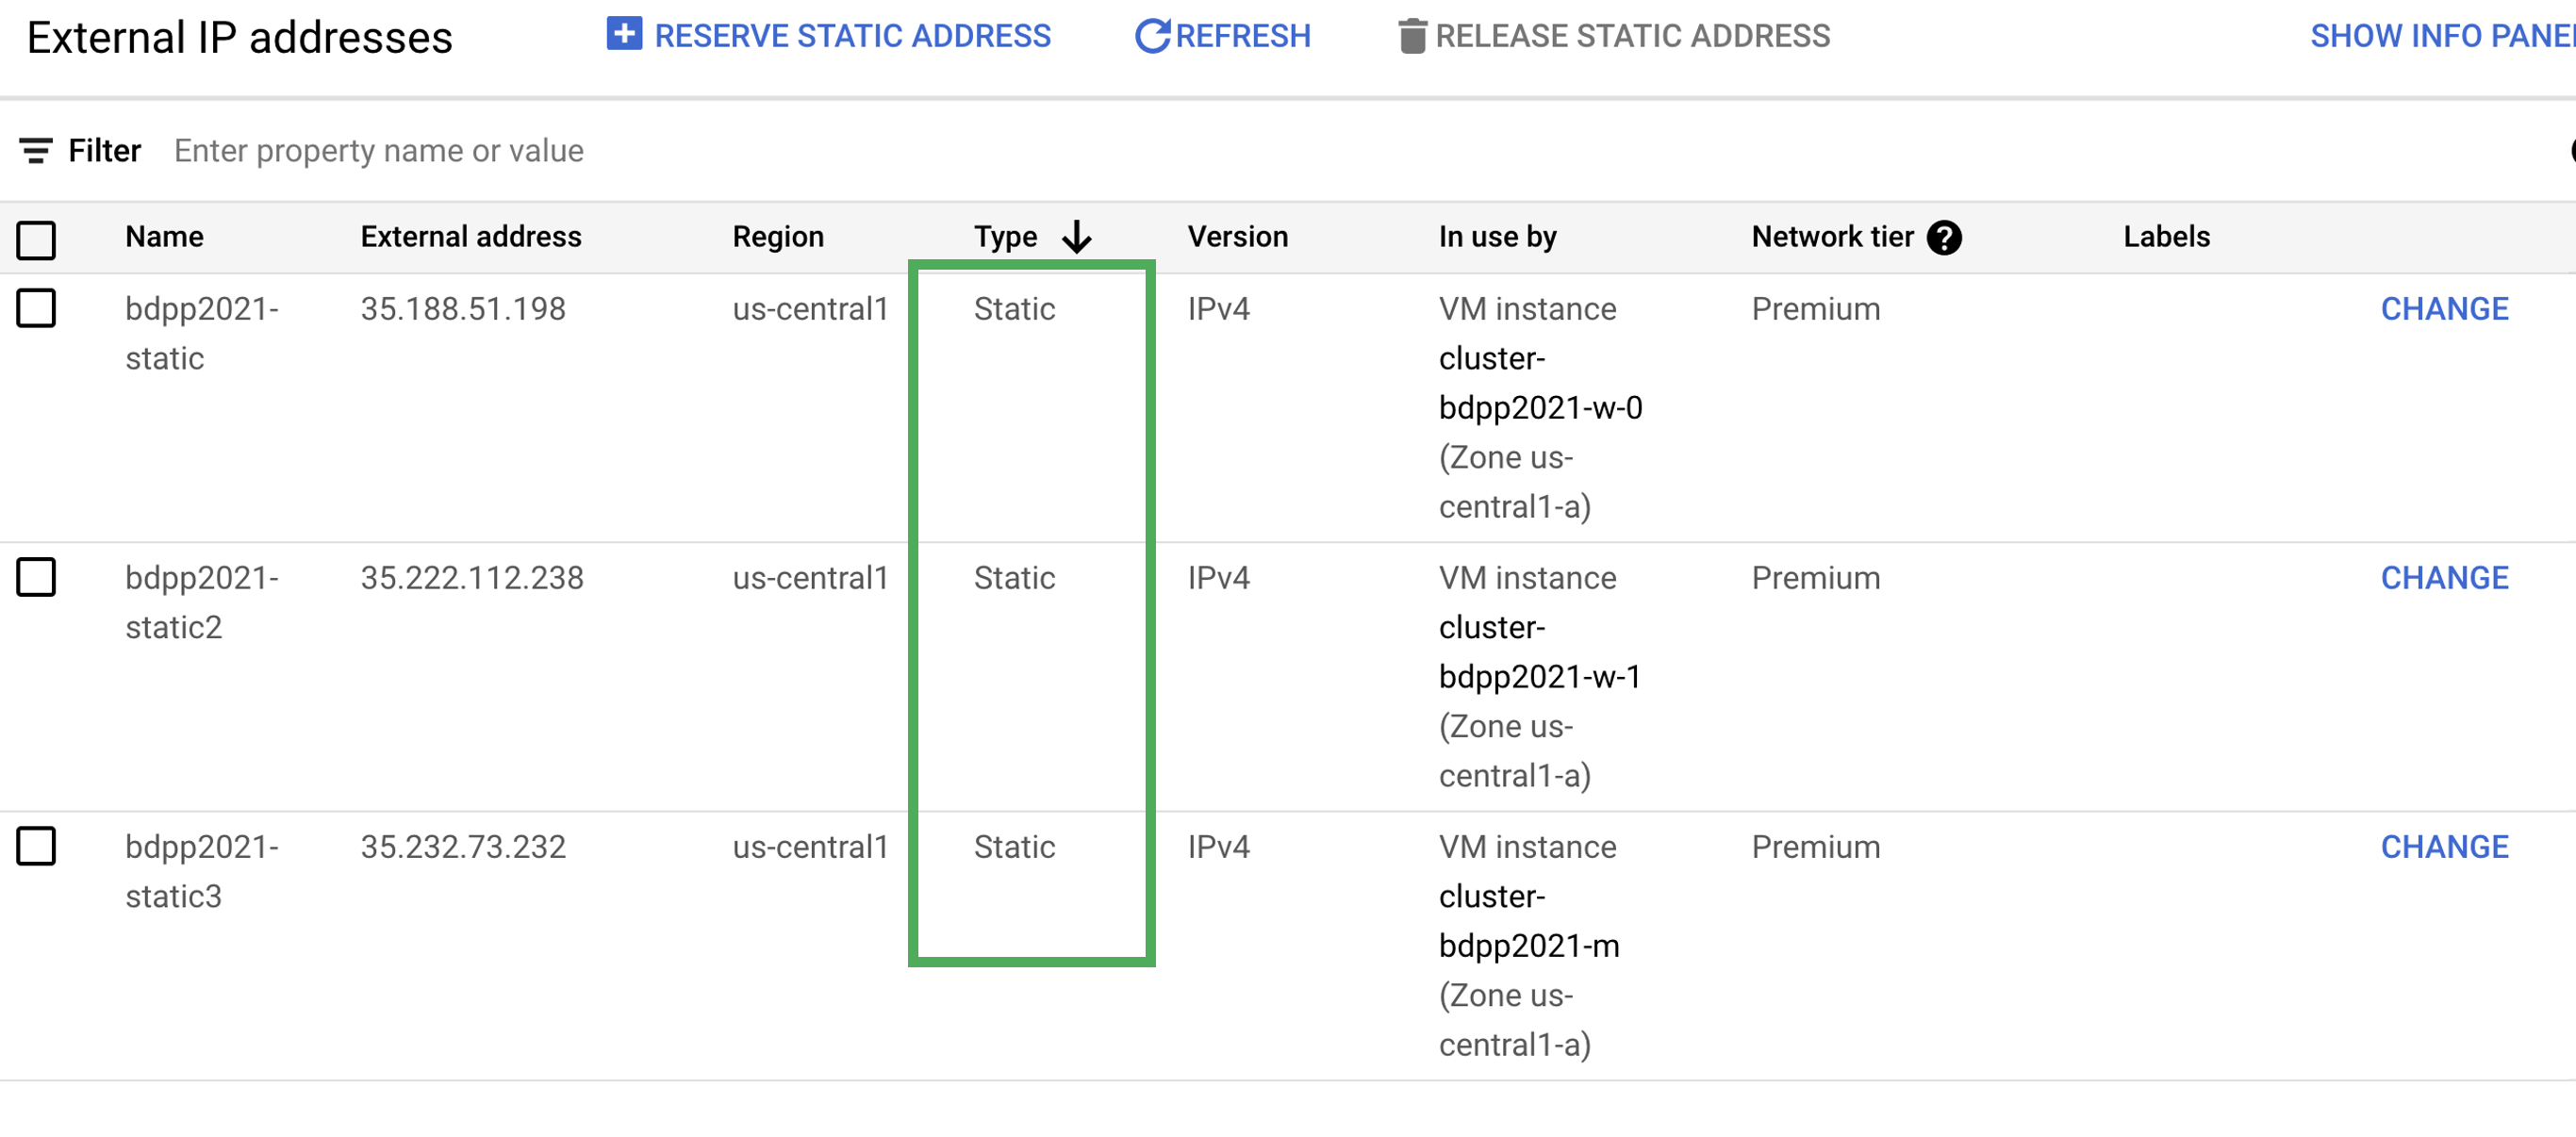 External IP addresses RESERVE STATIC ADDRESS REFRESH RELEASE STATIC ADDRESS SHOW INFO PANE
Filter Enter property name or value
Name External address Region Type Version In use by Network tier ? Labels
bdpp2021- 35.188.51.198 us-central1 Static IPv4 VM instance Premium CHANGE
static cluster-
bdpp2021-w-0
(Zone us-
central1-a)
bdpp2021- 35.222.112.238 us-central1 Static IPv4 VM instance Premium CHANGE
static2 cluster-
bdpp2021-w-1
(Zone us-
central1-a)
bdpp2021- 35.232.73.232 us-central1 Static IPv4 VM instance Premium CHANGE
static3 cluster-
bdpp2021-m
(Zone us-
central1-a)